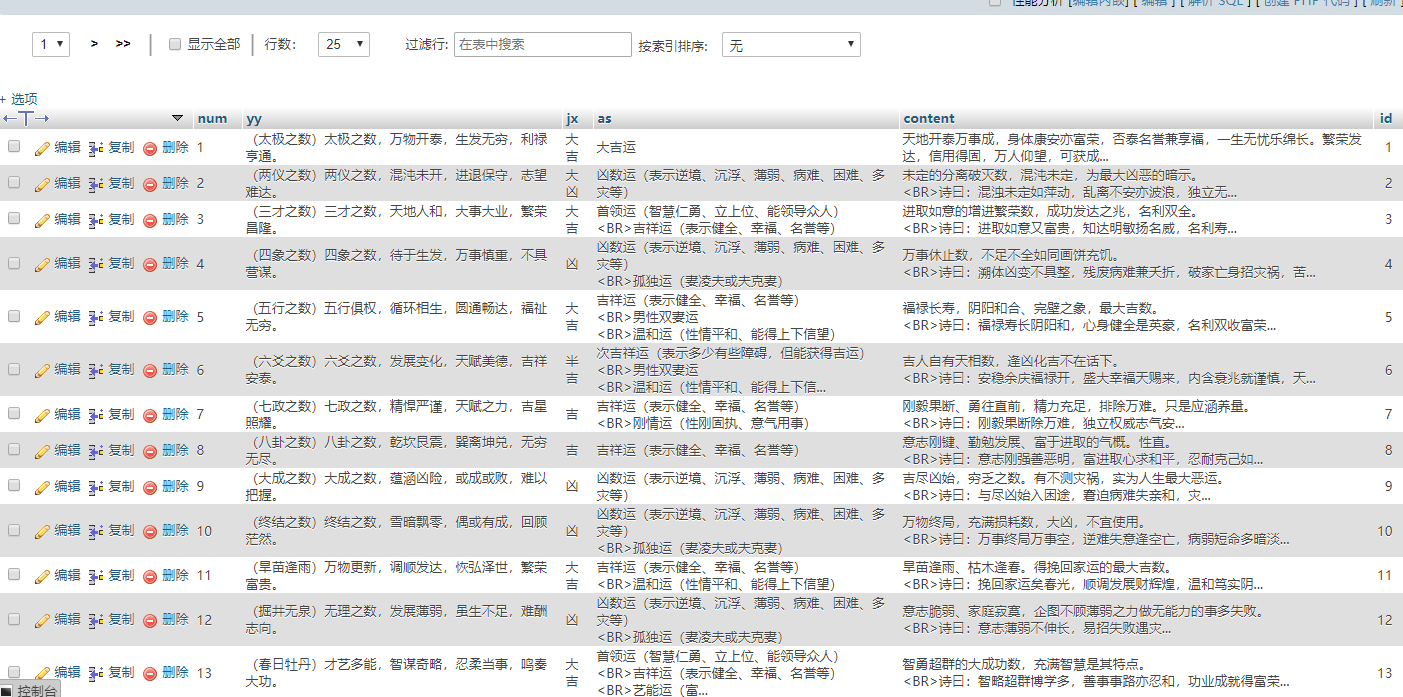 性能分析 [编辑内嵌] [ 编辑 ] [ 解析 SQL ] [ 创建 PHP 代码 ] [ 刷新 ]
1 > >> 显示全部 行数： 25 过滤行: 在表中搜索 按索引排序: 无
+ 选项
←T→ num yy jx as content id
编辑 复制 删除 1 （太极之数）太极之数，万物开泰，生发无穷，利禄亨通。 大吉 大吉运 天地开泰万事成，身体康安亦富荣，否泰名誉兼享福，一生无忧乐绵长。繁荣发达，信用得固，万人仰望，可获成... 1
编辑 复制 删除 2 （两仪之数）两仪之数，混沌未开，进退保守，志望难达。 大凶 凶数运（表示逆境、沉浮、薄弱、病难、困难、多灾等） 未定的分离破灭数，混沌未定，为最大凶恶的暗示。
<BR>诗曰：混浊未定如萍动，乱离不安亦波浪，独立无... 2
编辑 复制 删除 3 （三才之数）三才之数，天地人和，大事大业，繁荣昌隆。 大吉 首领运（智慧仁勇、立上位、能领导众人）
<BR>吉祥运（表示健全、幸福、名誉等） 进取如意的增进繁荣数，成功发达之兆，名利双全。
<BR>诗曰：进取如意又富贵，知达明敏扬名威，名利寿... 3
编辑 复制 删除 4 （四象之数）四象之数，待于生发，万事慎重，不具营谋。 凶 凶数运（表示逆境、沉浮、薄弱、病难、困难、多灾等）
<BR>孤独运（妻凌夫或夫克妻） 万事休止数，不足不全如同画饼充饥。
<BR>诗曰：溯体凶变不具整，残废病难兼夭折，破家亡身招灾祸，苦... 4
编辑 复制 删除 5 （五行之数）五行俱权，循环相生，圆通畅达，福祉无穷。 大吉 吉祥运（表示健全、幸福、名誉等）
<BR>男性双妻运
<BR>温和运（性情平和、能得上下信望） 福禄长寿，阴阳和合、完壁之象，最大吉数。
<BR>诗曰：福禄寿长阴阳和，心身健全是英豪，名利双收富荣... 5
编辑 复制 删除 6 （六爻之数）六爻之数，发展变化，天赋美德，吉祥安泰。 半吉 次吉祥运（表示多少有些障碍，但能获得吉运）
<BR>男性双妻运
<BR>温和运（性情平和、能得上下信... 吉人自有天相数，逢凶化吉不在话下。
<BR>诗曰：安稳余庆福禄开，盛大幸福天赐来，内含衰兆就谨慎，天... 6
编辑 复制 删除 7 （七政之数）七政之数，精悍严谨，天赋之力，吉星照耀。 吉 吉祥运（表示健全、幸福、名誉等）
<BR>刚情运（性刚固执、意气用事） 刚毅果断、勇往直前，精力充足，排除万难。只是应涵养量。
<BR>诗曰：刚毅果断除万难，独立权威志气安... 7
编辑 复制 删除 8 （八卦之数）八卦之数，乾坎艮震，巽斋坤兑，无穷无尽。 吉 吉祥运（表示健全、幸福、名誉等） 意志刚键、勤勉发展、富于进取的气概。性直。
<BR>诗曰：意志刚强善恶明，富进取心求和平，忍耐克己如... 8
编辑 复制 删除 9 （大成之数）大成之数，蕴涵凶险，或成或败，难以把握。 凶 凶数运（表示逆境、沉浮、薄弱、病难、困难、多灾等） 吉尽凶始，穷乏之数。有不测灾祸，实为人生最大恶运。
<BR>诗曰：与尽凶始入困途，窘迫病难失亲和，灾... 9
编辑 复制 删除 10 （终结之数）终结之数，雪暗飘零，偶或有成，回顾茫然。 凶 凶数运（表示逆境、沉浮、薄弱、病难、困难、多灾等）
<BR>孤独运（妻凌夫或夫克妻） 万物终局，充满损耗数，大凶，不宜使用。
<BR>诗曰：万事终局万事空，逆难失意逢空亡，病弱短命多暗淡... 10
编辑 复制 删除 11 （旱苗逢雨）万物更新，调顺发达，恢弘泽世，繁荣富贵。 大吉 吉祥运（表示健全、幸福、名誉等）
<BR>温和运（性情平和、能得上下信望） 旱苗逢雨、枯木逢春。得挽回家运的最大吉数。
<BR>诗曰：挽回家运矣春光，顺调发展财辉煌，温和笃实阴... 11
编辑 复制 删除 12 （掘井无泉）无理之数，发展薄弱，虽生不足，难酬志向。 凶 凶数运（表示逆境、沉浮、薄弱、病难、困难、多灾等）
<BR>孤独运（妻凌夫或夫克妻） 意志脆弱、家庭寂寞，企图不顾薄弱之力做无能力的事多失败。
<BR>诗曰：意志薄弱不伸长，易招失败遇灾... 12
编辑 复制 删除 13 （春日牡丹）才艺多能，智谋奇略，忍柔当事，鸣奏大功。 大吉 首领运（智慧仁勇、立上位、能领导众人）
<BR>吉祥运（表示健全、幸福、名誉等）
<BR>艺能运（富... 智勇超群的大成功数，充满智慧是其特点。
<BR>诗曰：智略超群博学多，善事事路亦忍和，功业成就得富荣... 13
控制台